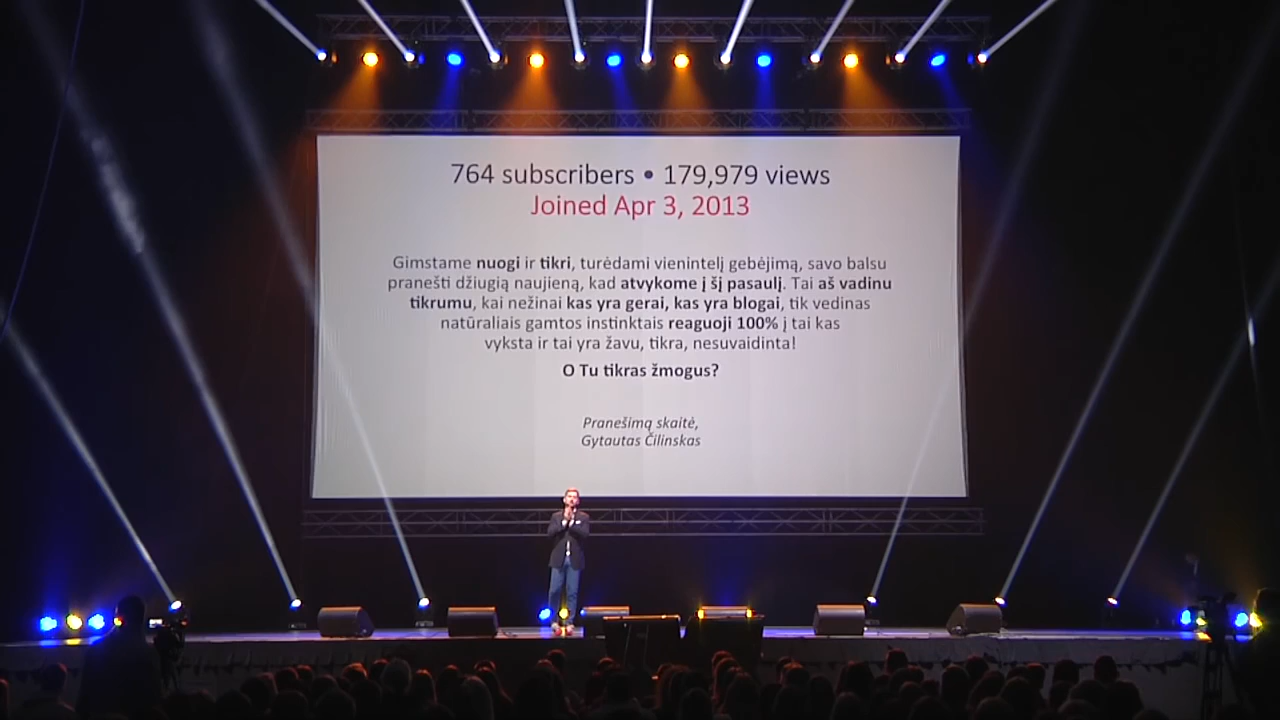 764 subscribers • 179,979 views
Joined Apr 3, 2013
Gimstame nuogi ir tikri, turėdami vienintelį gebėjimą, savo balsu
pranešti džiugią naujieną, kad atvykome į šį pasaulį. Tai aš vadinu
tikrumu, kai nežinai kas yra gerai, kas yra blogai, tik vedinas
natūraliais gamtos instinktais reaguoji 100% į tai kas
vyksta ir tai yra žavu, tikra, nesuvaidinta!
O Tu tikras žmogus?
Pranešimą skaitė,
Gytautas Čilinskas